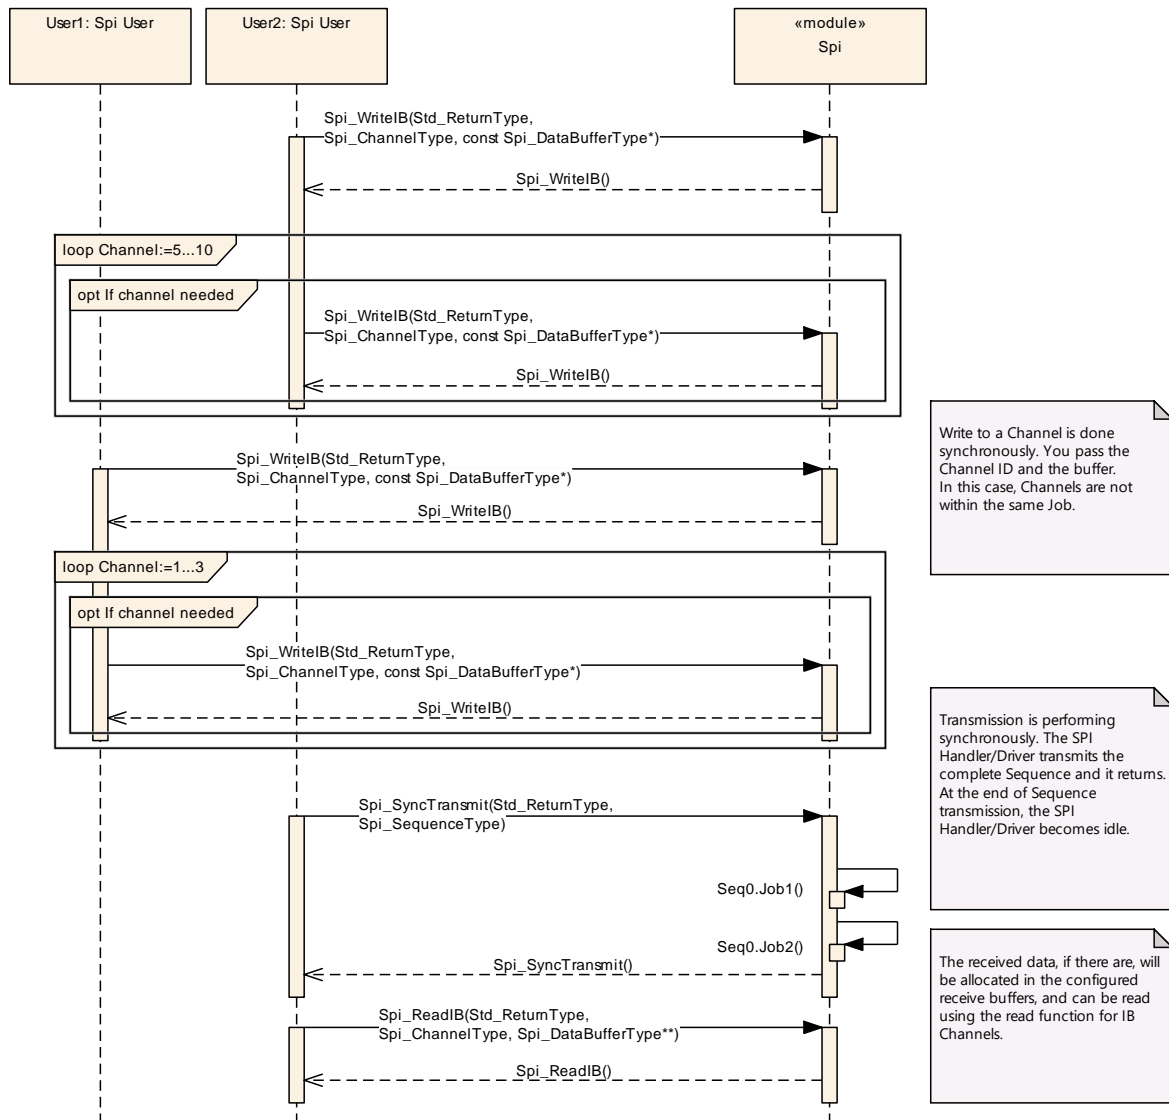 User1: Spi User
User2: Spi User
«module»
Spi
Spi_WriteIB(Std_ReturnType,
Spi_ChannelType, const Spi_DataBufferType*)
Spi_WriteIB()
loop Channel:=5...10
opt If channel needed
Spi_WriteIB(Std_ReturnType,
Spi_ChannelType, const Spi_DataBufferType*)
Spi_WriteIB()
Write to a Channel is done
synchronously. You pass the
Channel ID and the buffer.
In this case, Channels are not
within the same Job.
Spi_WriteIB(Std_ReturnType,
Spi_ChannelType, const Spi_DataBufferType*)
Spi_WriteIB()
loop Channel:=1...3
opt If channel needed
Spi_WriteIB(Std_ReturnType,
Spi_ChannelType, const Spi_DataBufferType*)
Spi_WriteIB()
Transmission is performing
synchronously. The SPI
Handler/Driver transmits the
complete Sequence and it returns.
At the end of Sequence
transmission, the SPI
Handler/Driver becomes idle.
Spi_SyncTransmit(Std_ReturnType,
Spi_SequenceType)
Seq0.Job1()
Seq0.Job2()
Spi_SyncTransmit()
The received data, if there are, will
be allocated in the configured
receive buffers, and can be read
using the read function for IB
Channels.
Spi_ReadIB(Std_ReturnType,
Spi_ChannelType, Spi_DataBufferType**)
Spi_ReadIB()